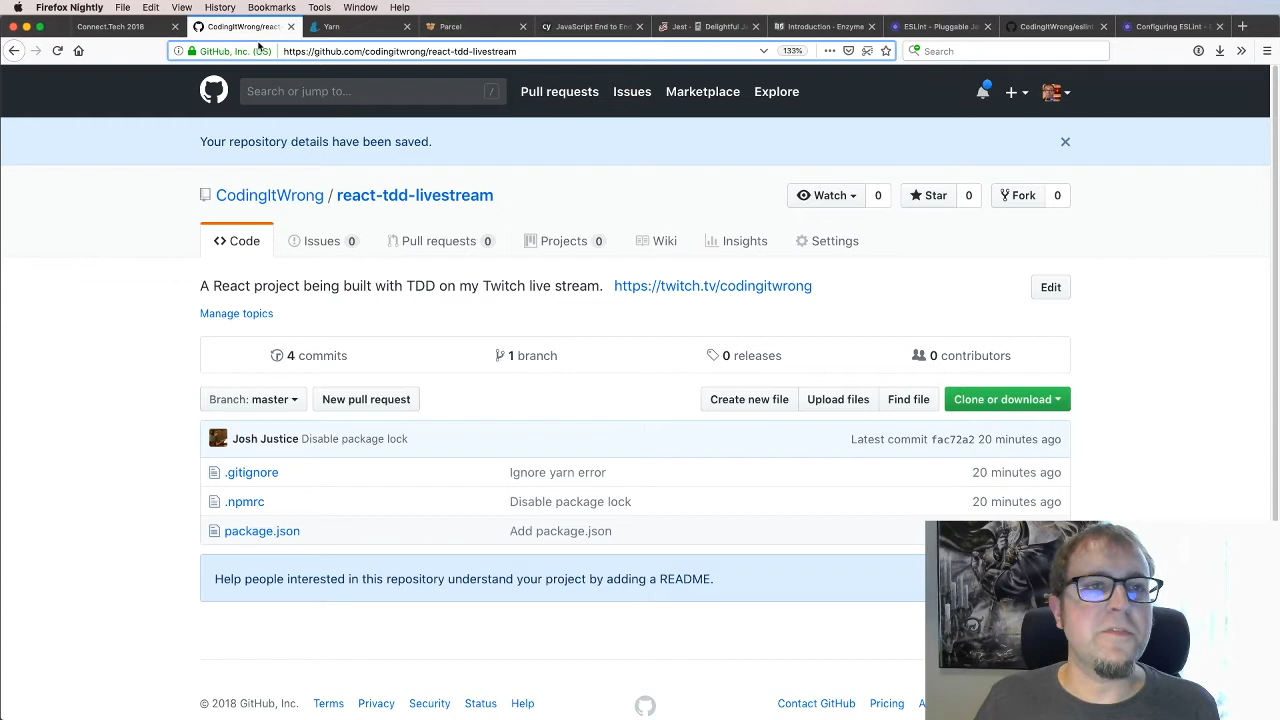 Firefox Nightly File Edit View History Bookmarks Tools Window Help
Connect.Tech 2018 CodingItWrong/react- Yarn Parcel JavaScript End to En Jest - Delightful J Introduction · Enzyme ESLint - Pluggable Ja CodingItWrong/eslint Configuring ESLint -
GitHub, Inc. (US) https://github.com/codingitwrong/react-tdd-livestream 133% Search
Search or jump to... / Pull requests Issues Marketplace Explore
Your repository details have been saved.
CodingItWrong / react-tdd-livestream Watch 0 Star 0 Fork 0
Code Issues 0 Pull requests 0 Projects 0 Wiki Insights Settings
A React project being built with TDD on my Twitch live stream. https://twitch.tv/codingitwrong Edit
Manage topics
4 commits 1 branch 0 releases 0 contributors
Branch: master New pull request Create new file Upload files Find file Clone or download
Josh Justice Disable package lock Latest commit fac72a2 20 minutes ago
.gitignore Ignore yarn error 20 minutes ago
.npmrc Disable package lock 20 minutes ago
package.json Add package.json
Help people interested in this repository understand your project by adding a README.
© 2018 GitHub, Inc. Terms Privacy Security Status Help Contact GitHub Pricing A